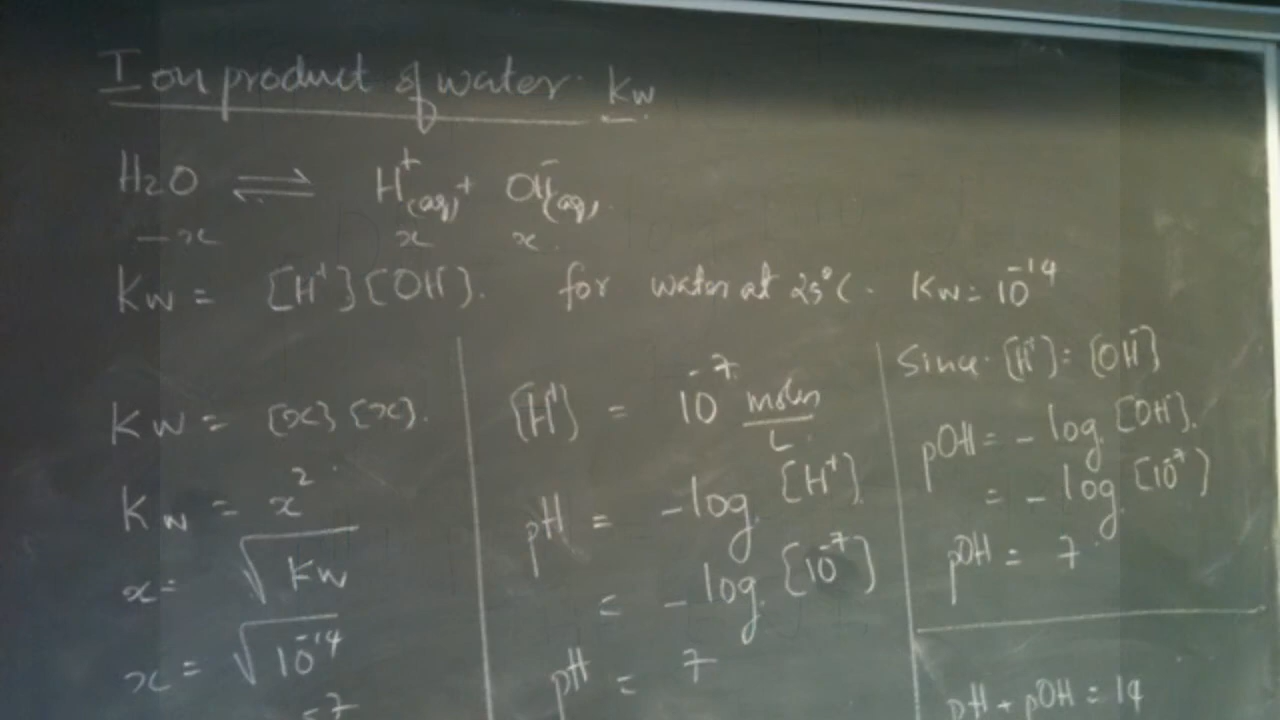 Ion product of water. Kw
H2O ⇌ H⁺(aq) + OH⁻(aq).
-x x x.
Kw = [H⁺][OH⁻]. for water at 25°C. Kw = 10⁻¹⁴
Kw = [x][x].
Kw = x².
x = √Kw
x = √10⁻¹⁴
[H⁺] = 10⁻⁷ moles/L.
pH = -log [H⁺]
= -log. [10⁻⁷]
pH = 7
Since. [H⁺] = [OH⁻]
pOH = -log. [OH⁻].
= -log [10⁻⁷]
pOH = 7.
pH + pOH = 14